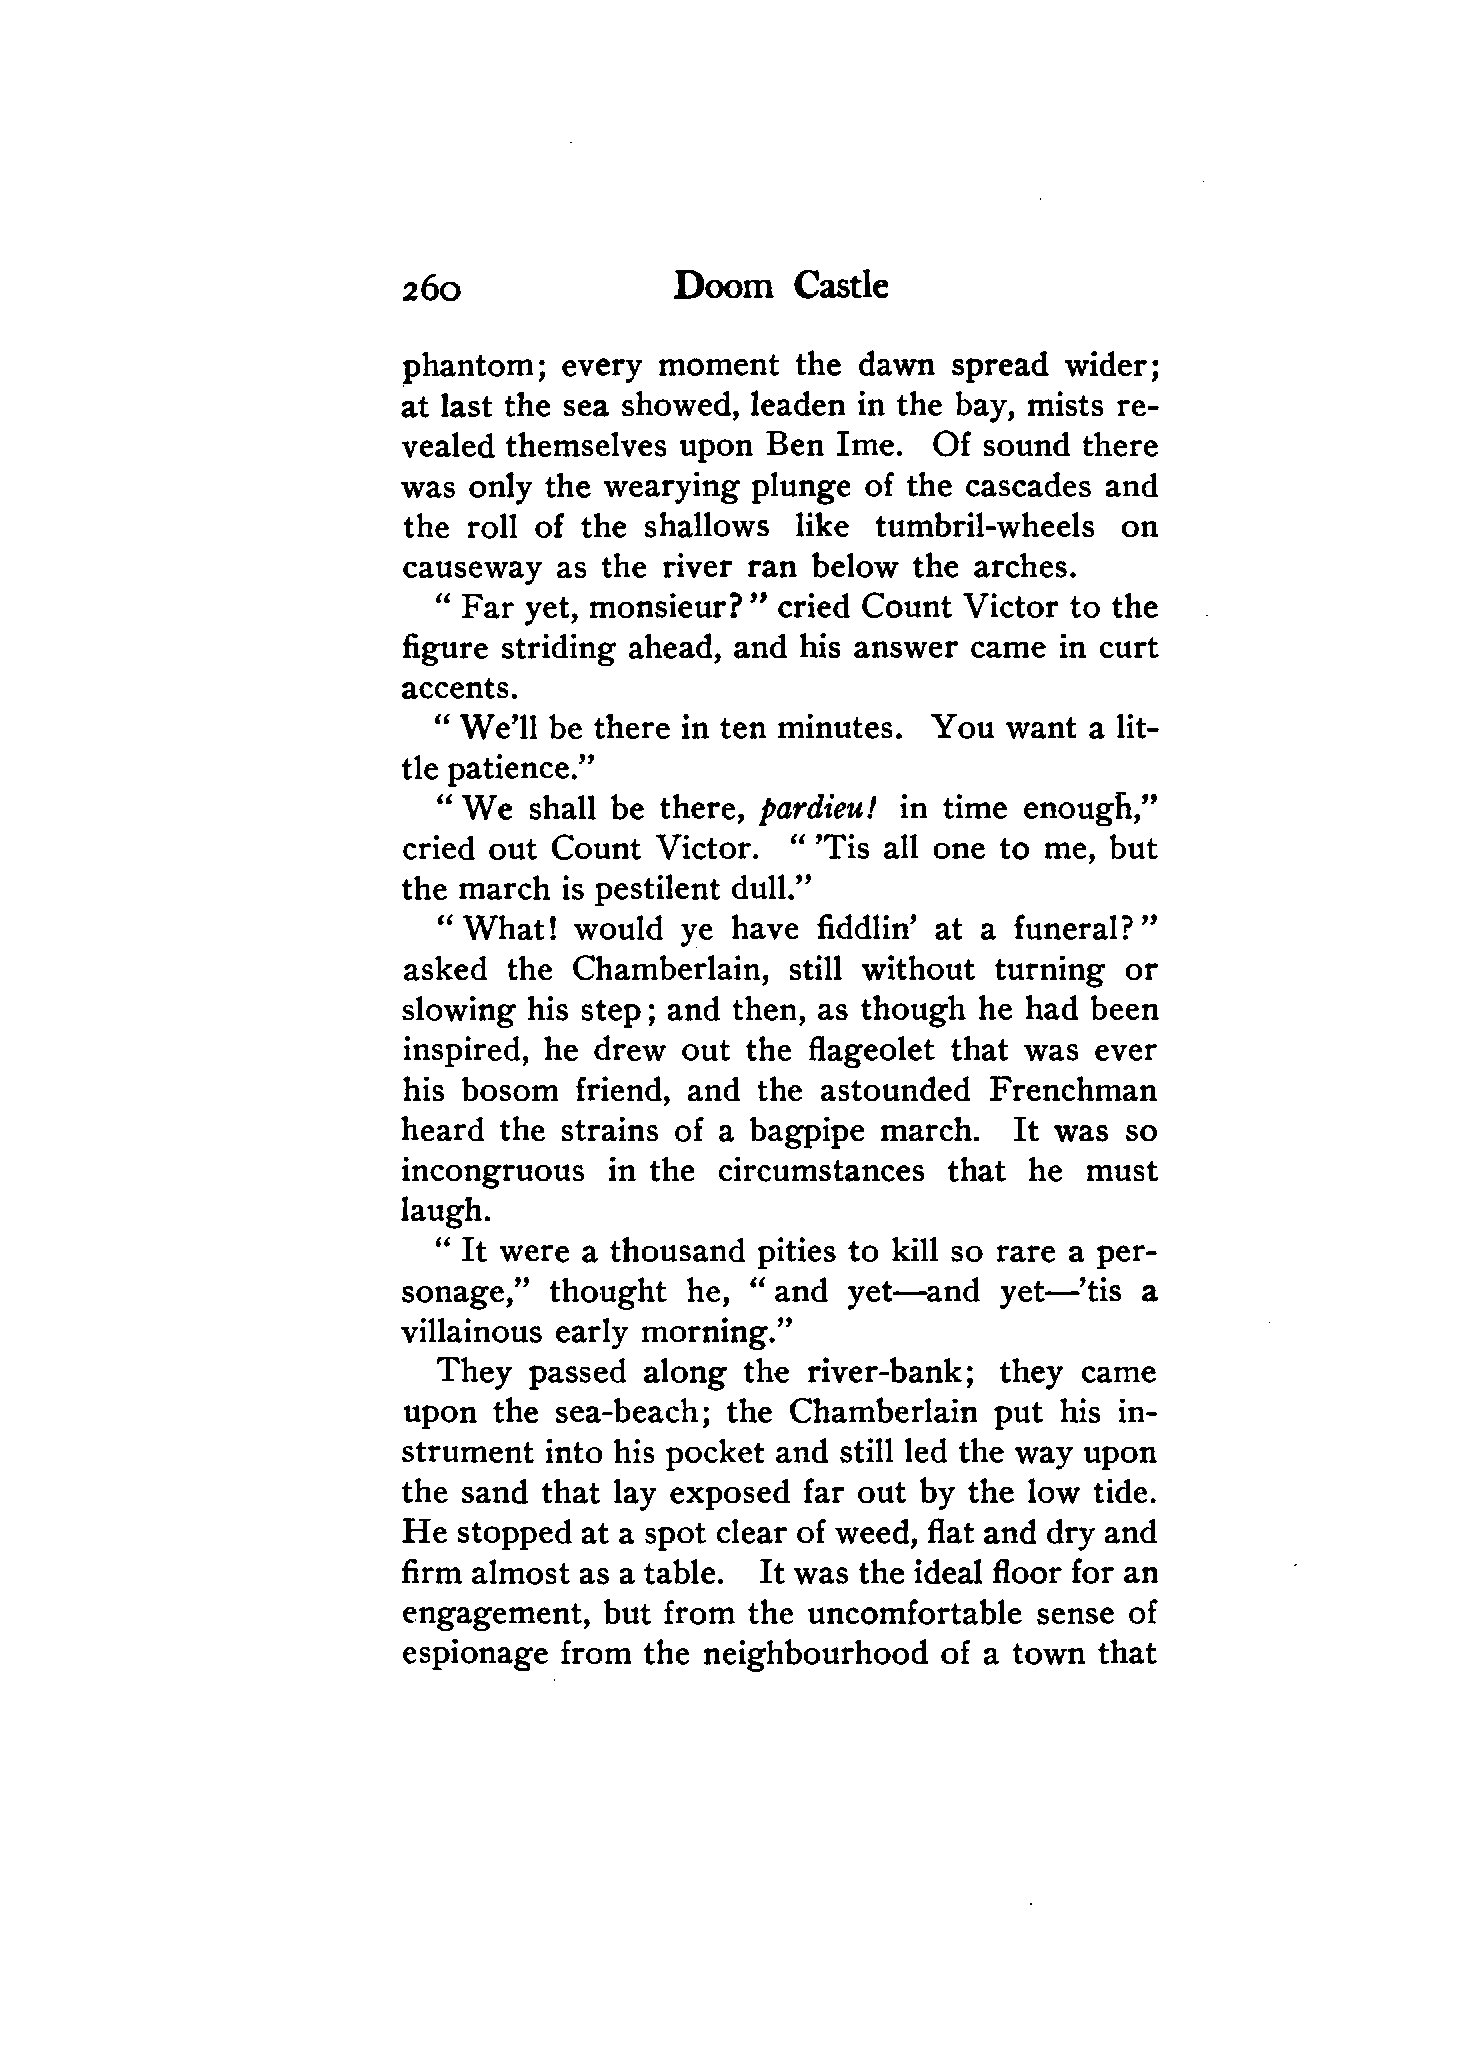 260 Doom Castle
phantom; every moment the dawn spread wider;
at last the sea showed, leaden in the bay, mists re-
vealed themselves upon Ben Ime. Of sound there
was only the wearying plunge of the cascades and
the roll of the shallows like tumbril-wheels on
causeway as the river ran below the arches.
“ Far yet, monsieur? ” cried Count Victor to the
figure striding ahead, and his answer came in curt
accents.
“ We’ll be there in ten minutes. You want a lit-
tle patience.”
“ We shall be there, pardieu! in time enough,”
cried out Count Victor. “ ’Tis all one to me, but
the march is pestilent dull.”
“ What! would ye have fiddlin’ at a funeral? ”
asked the Chamberlain, still without turning or
slowing his step; and then, as though he had been
inspired, he drew out the flageolet that was ever
his bosom friend, and the astounded Frenchman
heard the strains of a bagpipe march. It was so
incongruous in the circumstances that he must
laugh.
“ It were a thousand pities to kill so rare a per-
sonage,” thought he, “ and yet—and yet—’tis a
villainous early morning.”
They passed along the river-bank; they came
upon the sea-beach; the Chamberlain put his in-
strument into his pocket and still led the way upon
the sand that lay exposed far out by the low tide.
He stopped at a spot clear of weed, flat and dry and
firm almost as a table. It was the ideal floor for an
engagement, but from the uncomfortable sense of
espionage from the neighbourhood of a town that